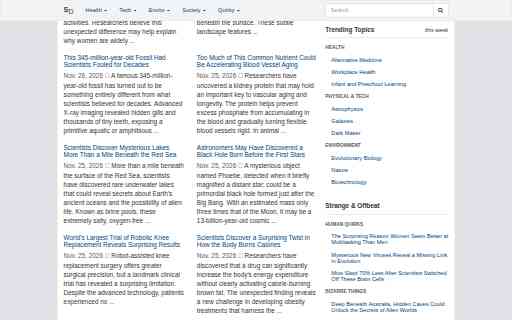 SD
Health
Tech
Enviro
Society
Quirky
Search
activities. Researchers believe this
unexpected difference may help explain
why women are widely ...
This 345-million-year-old Fossil Had
Scientists Fooled for Decades
Nov. 26, 2025 — A famous 345-million-
year-old fossil has turned out to be
something entirely different from what
scientists believed for decades. Advanced
X-ray imaging revealed hidden gills and
thousands of tiny teeth, exposing a
primitive aquatic or amphibious ...
Scientists Discover Mysterious Lakes
More Than a Mile Beneath the Red Sea
Nov. 25, 2025 — More than a mile beneath
the surface of the Red Sea, scientists
have discovered rare underwater lakes
that could reveal secrets about Earth's
ancient oceans and the possibility of alien
life. Known as brine pools, these
extremely salty, oxygen-free ...
World's Largest Trial of Robotic Knee
Replacement Reveals Surprising Results
Nov. 25, 2025 — Robot-assisted knee
replacement surgery offers greater
surgical precision, but a landmark clinical
trial has revealed a surprising limitation.
Despite the advanced technology, patients
experienced no ...
beneath the surface. These subtle
landscape features ...
Too Much of This Common Nutrient Could
Be Accelerating Blood Vessel Aging
Nov. 25, 2025 — Researchers have
uncovered a kidney protein that may hold
an important key to vascular aging and
longevity. The protein helps prevent
excess phosphate from accumulating in
the blood and gradually turning flexible
blood vessels rigid. In animal ...
Astronomers May Have Discovered a
Black Hole Born Before the First Stars
Nov. 25, 2025 — A mysterious object
named Phoebe, detected when it briefly
magnified a distant star, could be a
primordial black hole formed just after the
Big Bang. With an estimated mass only
three times that of the Moon, it may be a
13-billion-year-old cosmic ...
Scientists Discover a Surprising Twist in
How the Body Burns Calories
Nov. 25, 2025 — Researchers have
discovered that a drug can significantly
increase the body's energy expenditure
without clearly activating calorie-burning
brown fat. The unexpected finding reveals
a new challenge in developing obesity
treatments that harness the ...
Trending Topics
this week
HEALTH
Alternative Medicine
Workplace Health
Infant and Preschool Learning
PHYSICAL & TECH
Astrophysics
Galaxies
Dark Matter
ENVIRONMENT
Evolutionary Biology
Nature
Biotechnology
Strange & Offbeat
HUMAN QUIRKS
The Surprising Reason Women Seem Better at
Multitasking Than Men
Mysterious New Viruses Reveal a Missing Link
in Evolution
Mice Slept 70% Less After Scientists Switched
Off These Brain Cells
BIZARRE THINGS
Deep Beneath Australia, Hidden Caves Could
Unlock the Secrets of Alien Worlds